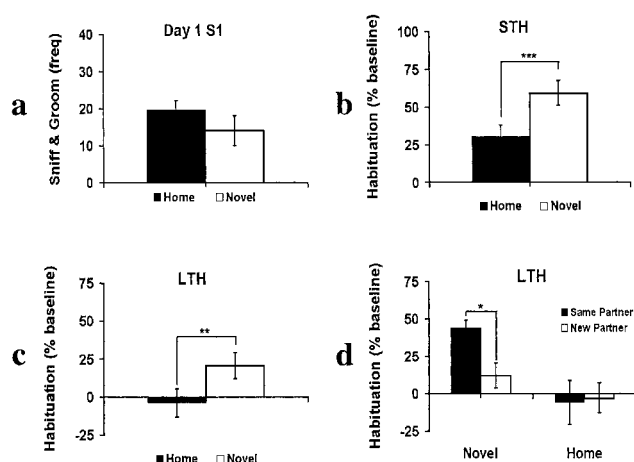 a
Day 1 S1
Sniff & Groom (freq)
40
30
20
10
0
Home Novel
b
STH
Habituation (% baseline)
100
75
50
25
0
***
Home Novel
c
LTH
Habituation (% baseline)
75
50
25
0
-25
**
Home Novel
d
LTH
Habituation (% baseline)
75
50
25
0
-25
*
Same Partner
New Partner
Novel Home